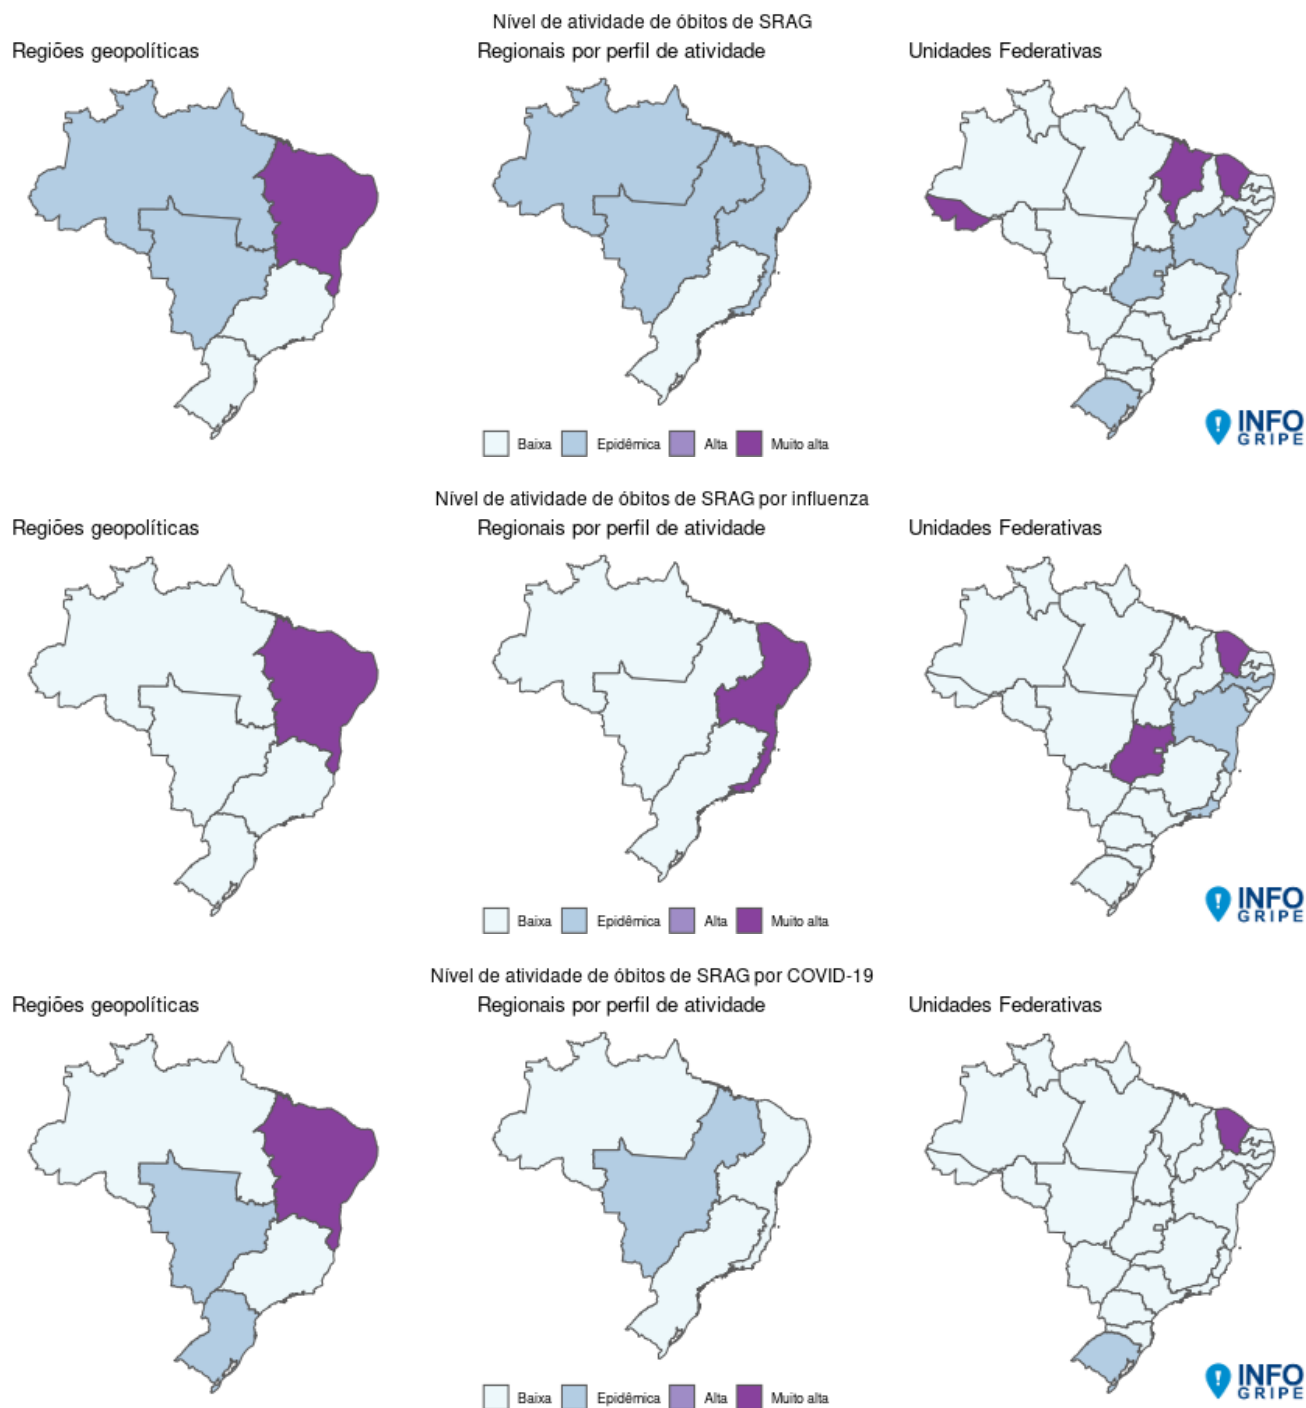 Nível de atividade de óbitos de SRAG
Regiões geopolíticas
Regionais por perfil de atividade
Unidades Federativas
Baixa
Epidêmica
Alta
Muito alta
INFO
GRIPE
Nível de atividade de óbitos de SRAG por influenza
Regiões geopolíticas
Regionais por perfil de atividade
Unidades Federativas
Baixa
Epidêmica
Alta
Muito alta
INFO
GRIPE
Nível de atividade de óbitos de SRAG por COVID-19
Regiões geopolíticas
Regionais por perfil de atividade
Unidades Federativas
Baixa
Epidêmica
Alta
Muito alta
INFO
GRIPE